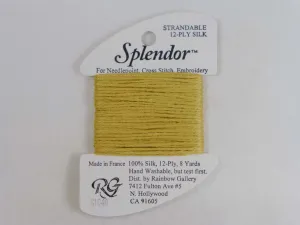 STRANDABLE
12-PLY SILK
Splendor™
For Needlepoint, Cross Stitch, Embroidery
Made in France
100% Silk, 12-Ply, 8 Yards
Hand Washable, but test first.
Dist. by Rainbow Gallery
RG
7412 Fulton Ave #5
N. Hollywood
CA 91605